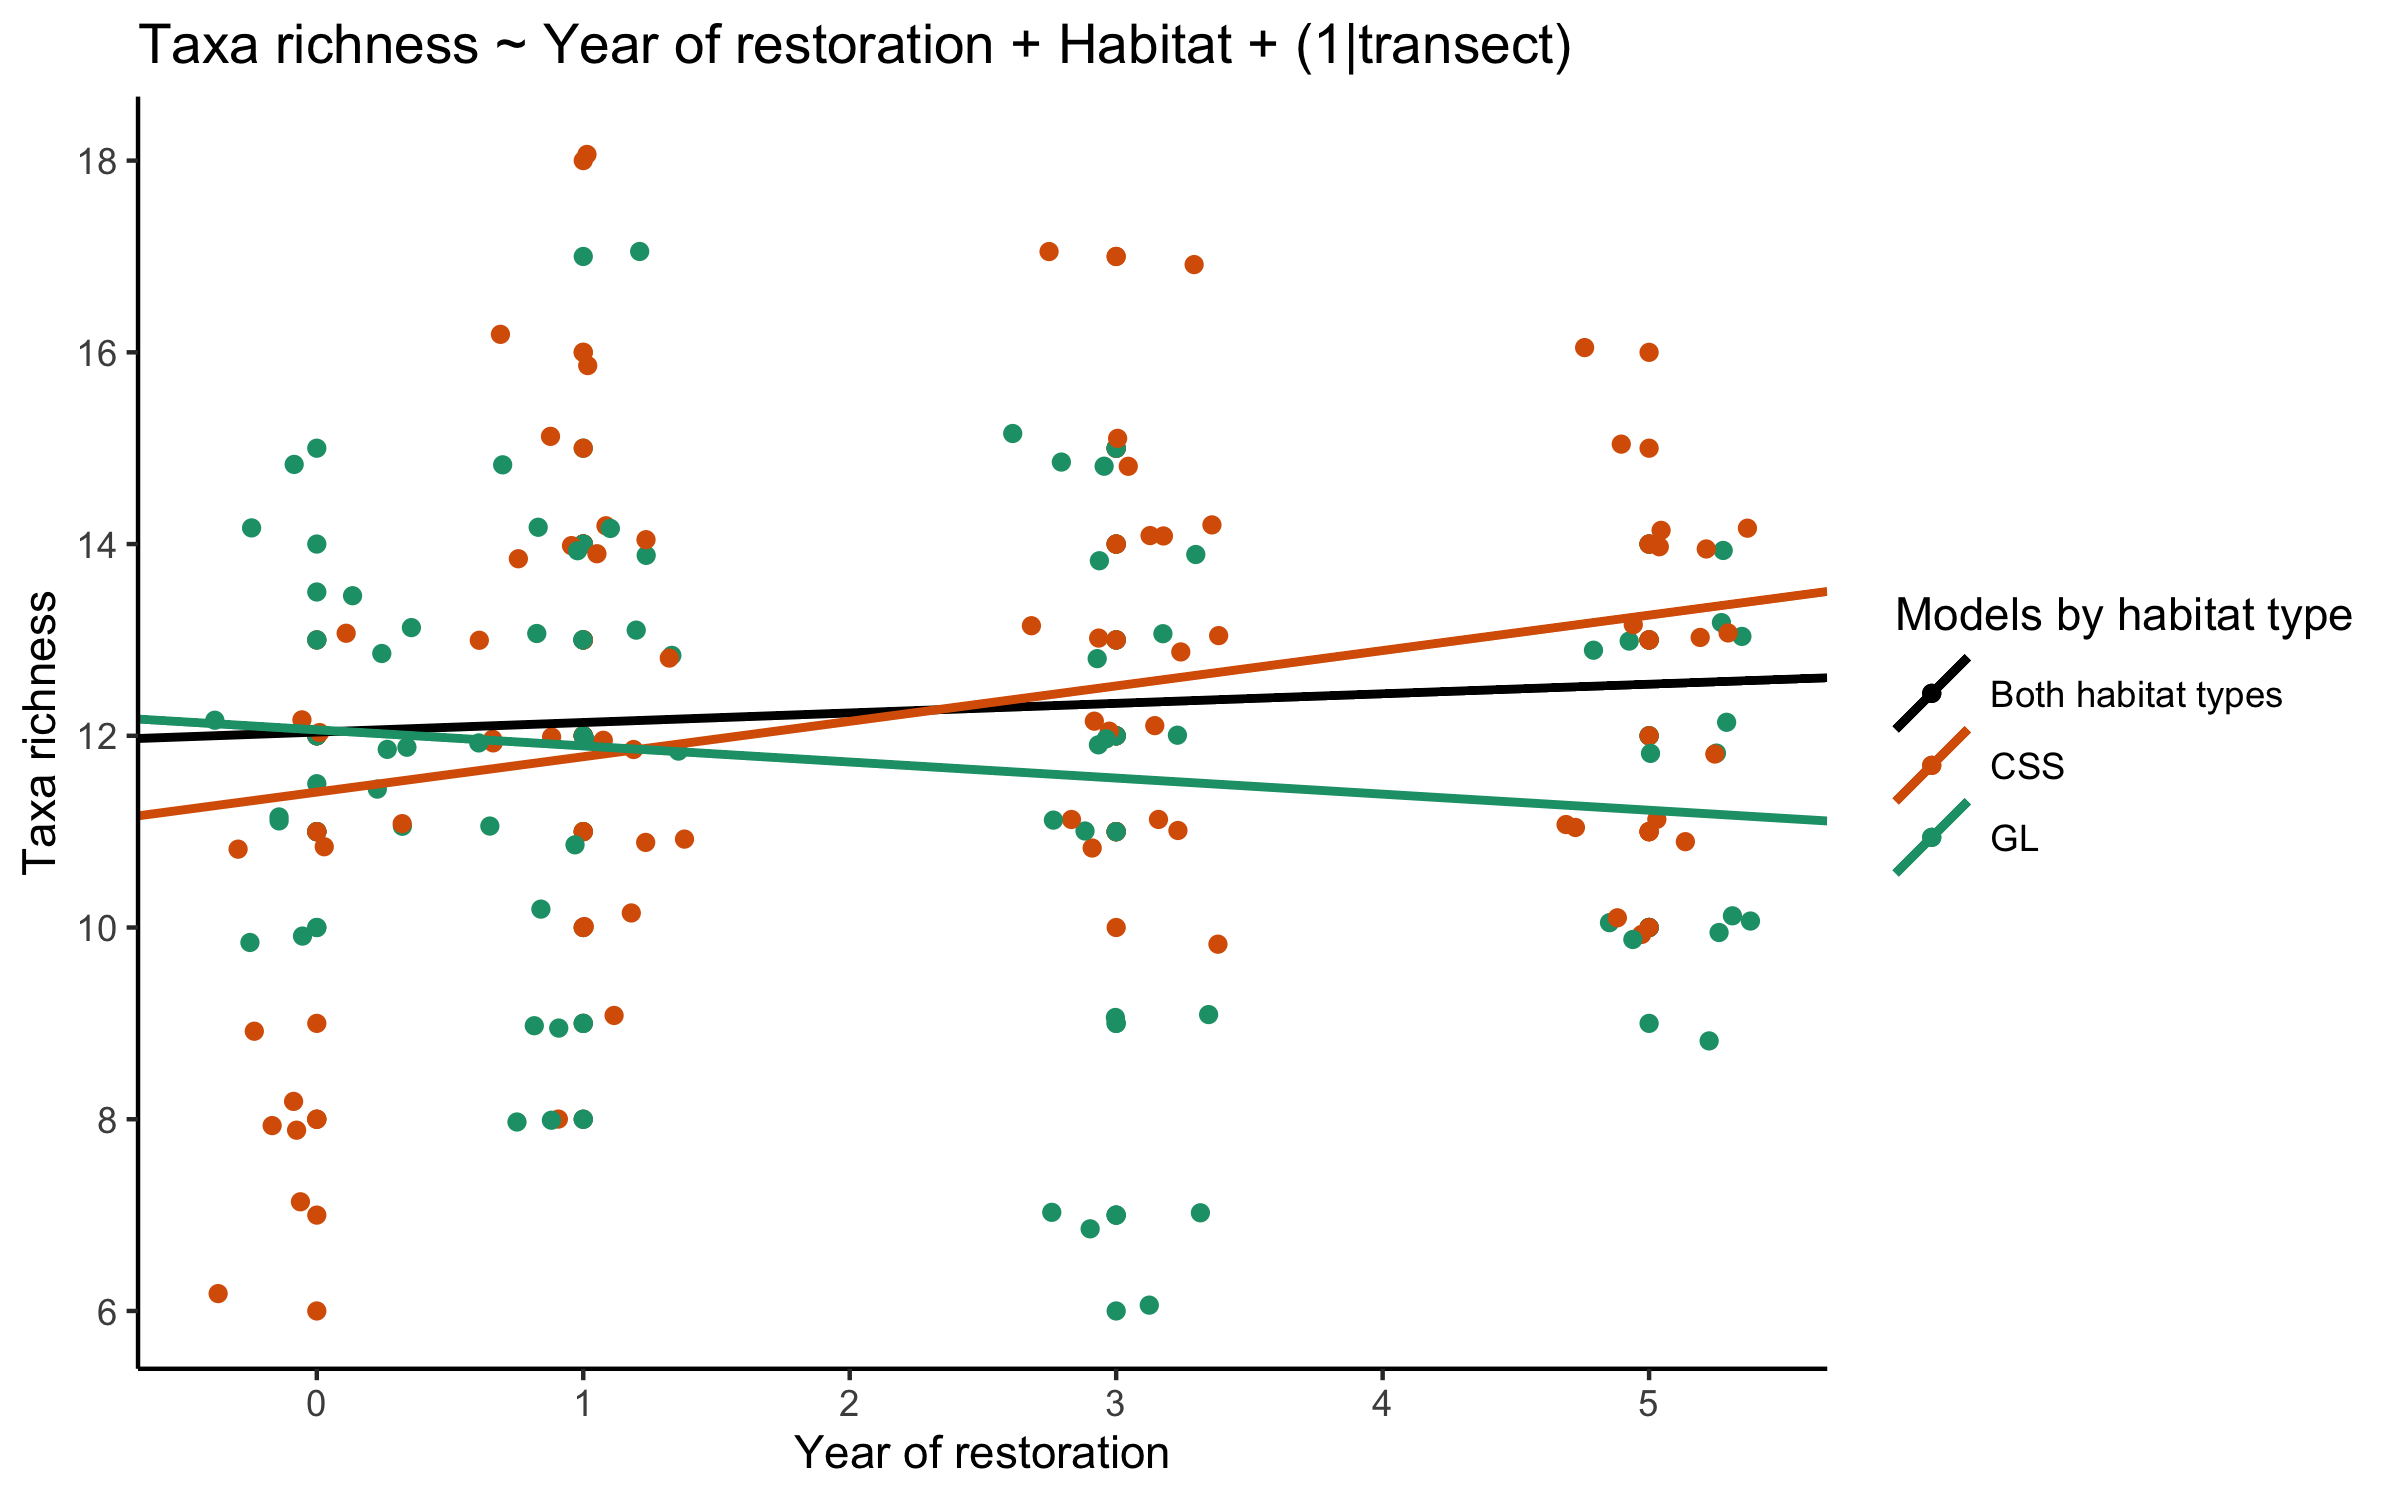 Taxa richness ~ Year of restoration + Habitat + (1|transect)
18
16
14
12
10
8
6
Taxa richness
0 1 2 3 4 5
Year of restoration
Models by habitat type
Both habitat types
CSS
GL